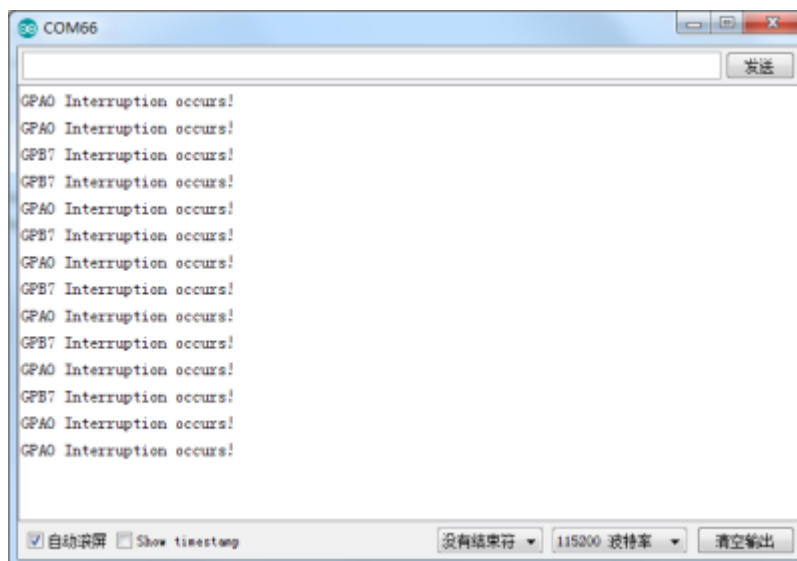 COM66
发送
GPA0 Interruption occurs!
GPA0 Interruption occurs!
GPB7 Interruption occurs!
GPB7 Interruption occurs!
GPA0 Interruption occurs!
GPB7 Interruption occurs!
GPA0 Interruption occurs!
GPB7 Interruption occurs!
GPA0 Interruption occurs!
GPB7 Interruption occurs!
GPA0 Interruption occurs!
GPB7 Interruption occurs!
GPA0 Interruption occurs!
GPA0 Interruption occurs!
自动滚屏 Show timestamp 没有结束符 115200 波特率 清空输出